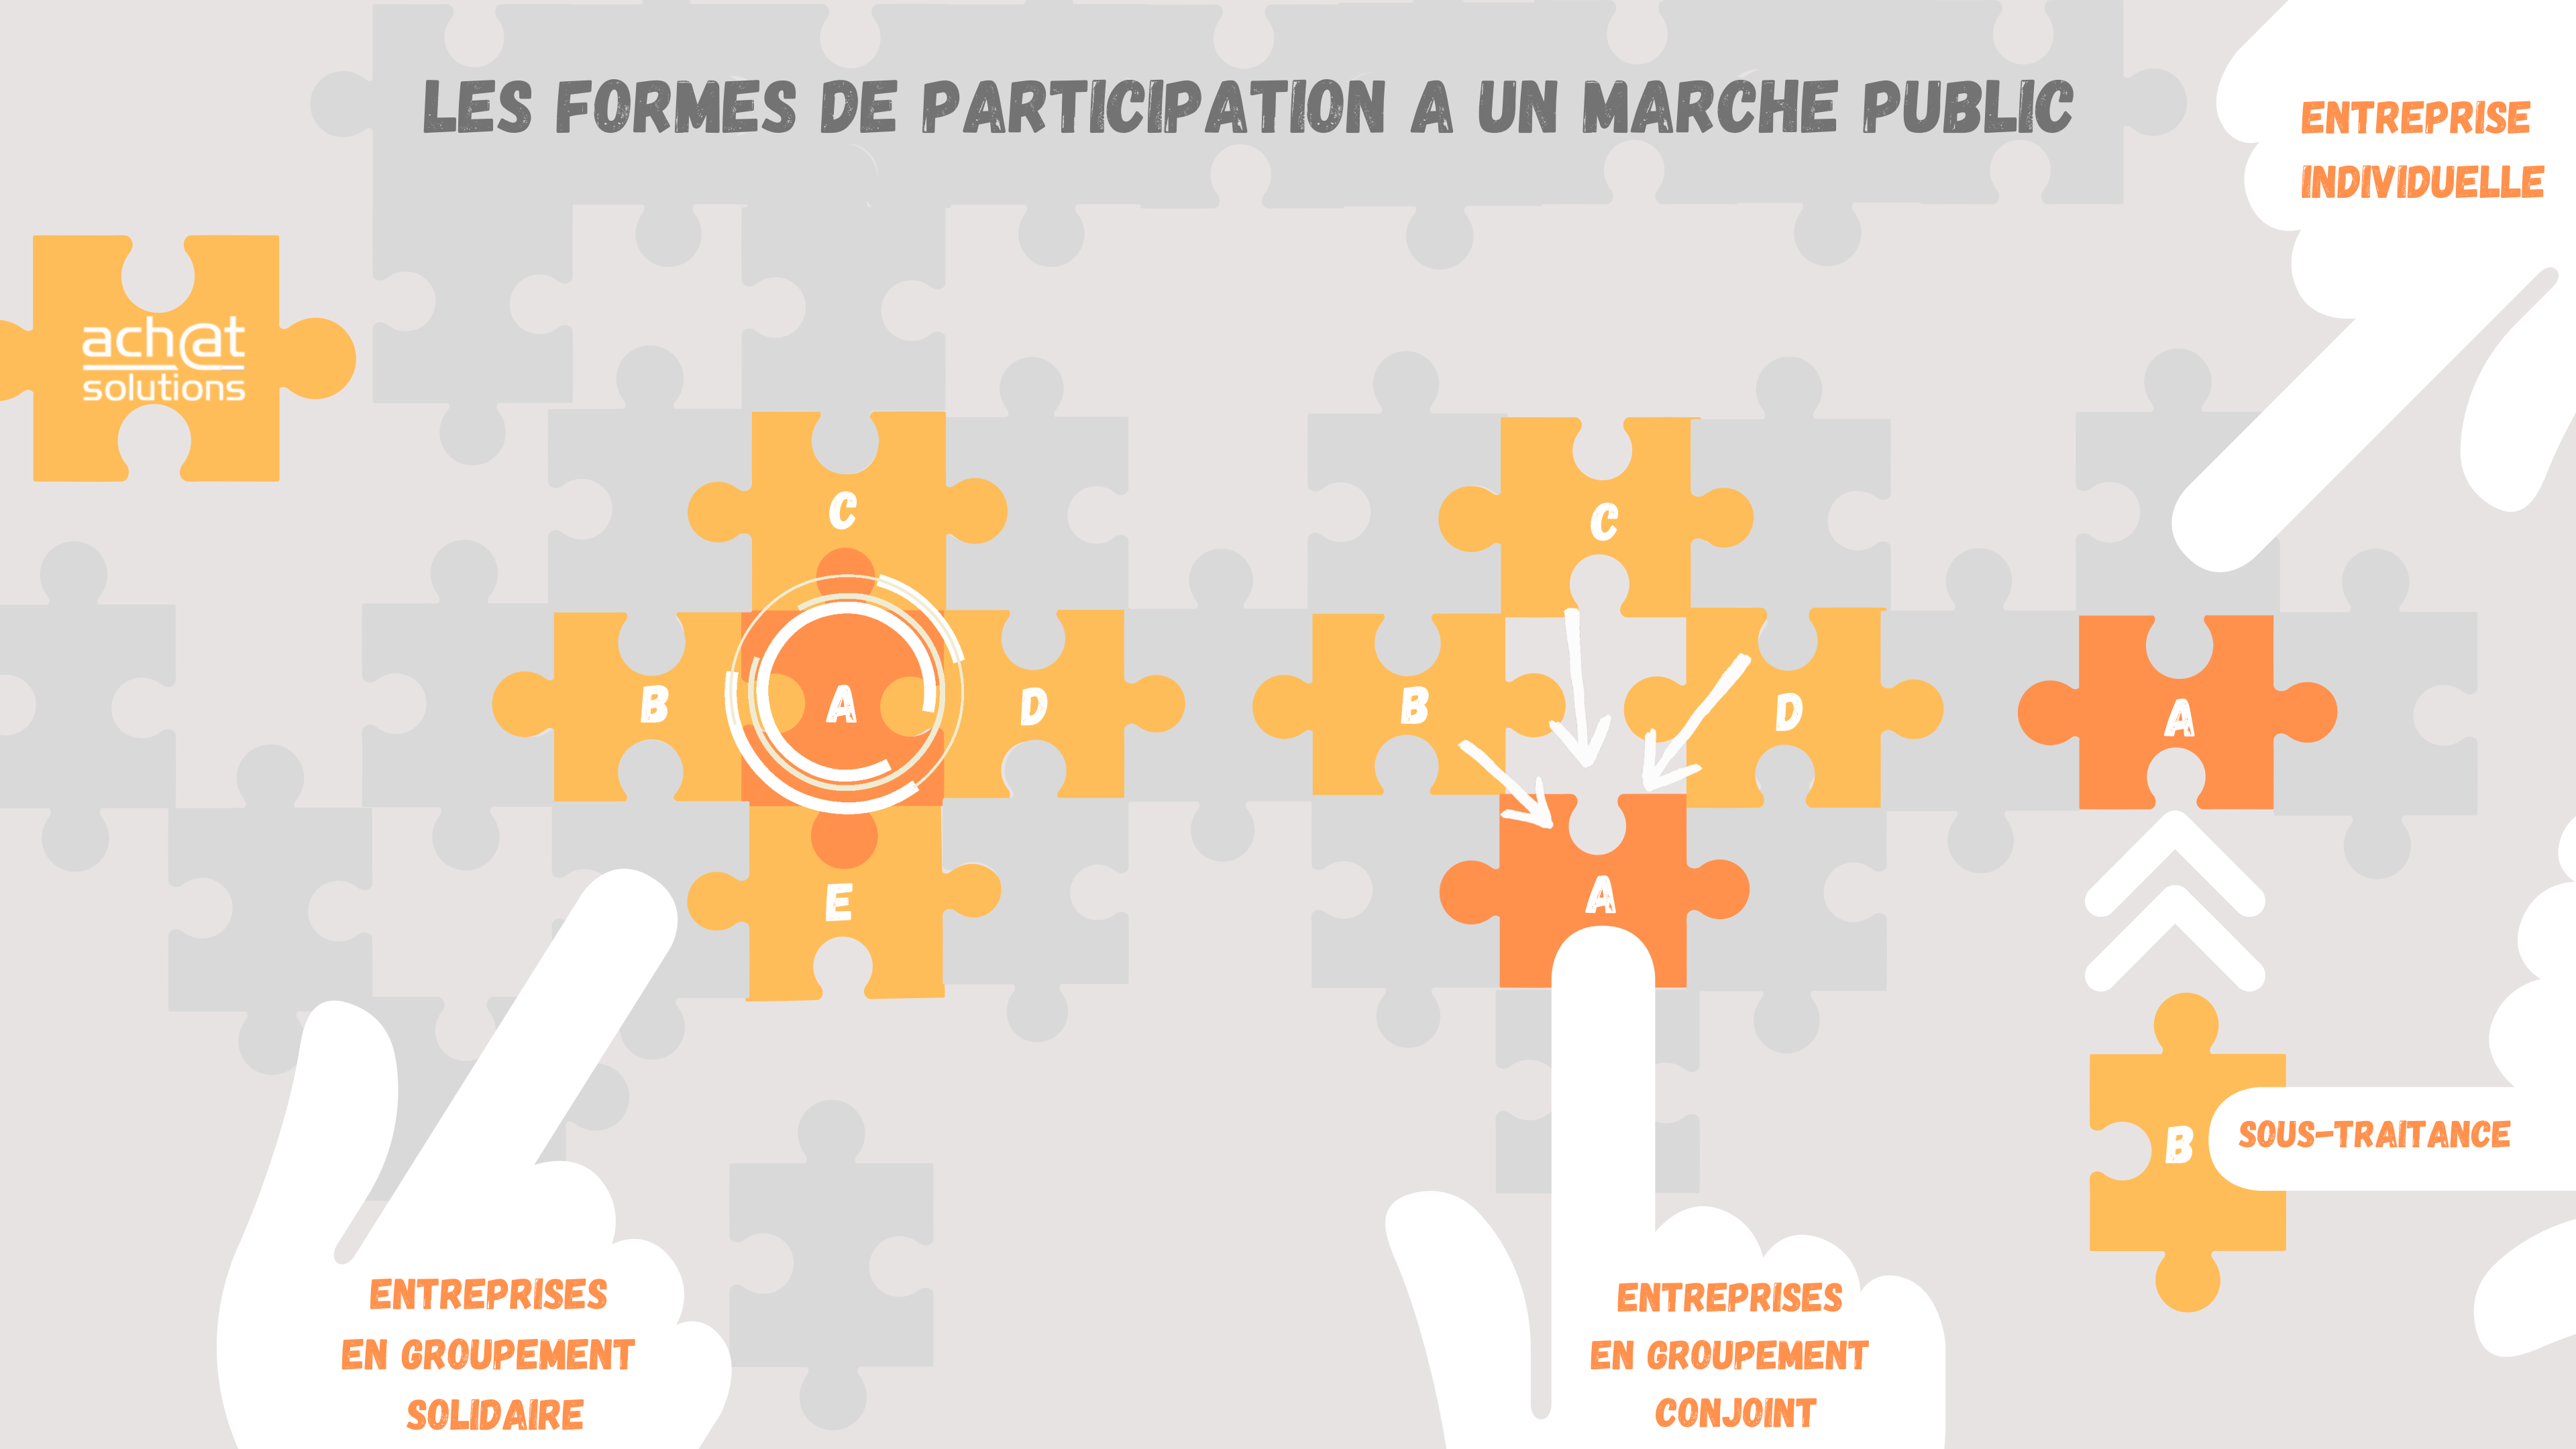 LES FORMES DE PARTICIPATION A UN MARCHE PUBLIC
ENTREPRISE
INDIVIDUELLE
ach@t
solutions
C
B
A
D
E
C
B
D
A
A
B
SOUS-TRAITANCE
ENTREPRISES
EN GROUPEMENT
SOLIDAIRE
ENTREPRISES
EN GROUPEMENT
CONJOINT